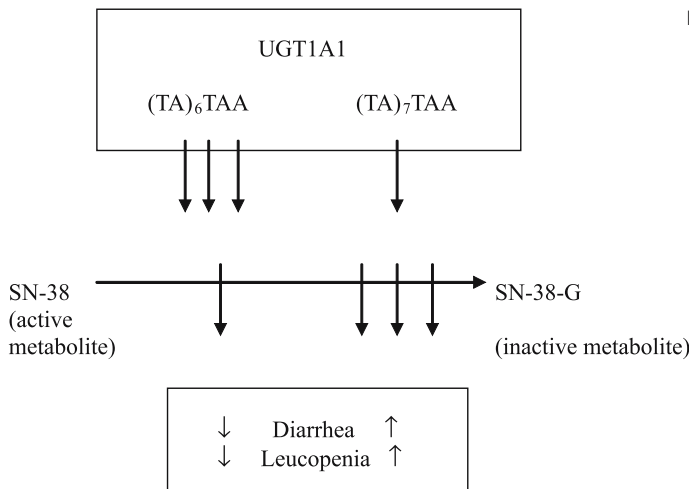 UGT1A1
(TA)₆TAA (TA)₇TAA
SN-38
(active
metabolite)
SN-38-G
(inactive metabolite)
↓ Diarrhea ↑
↓ Leucopenia ↑